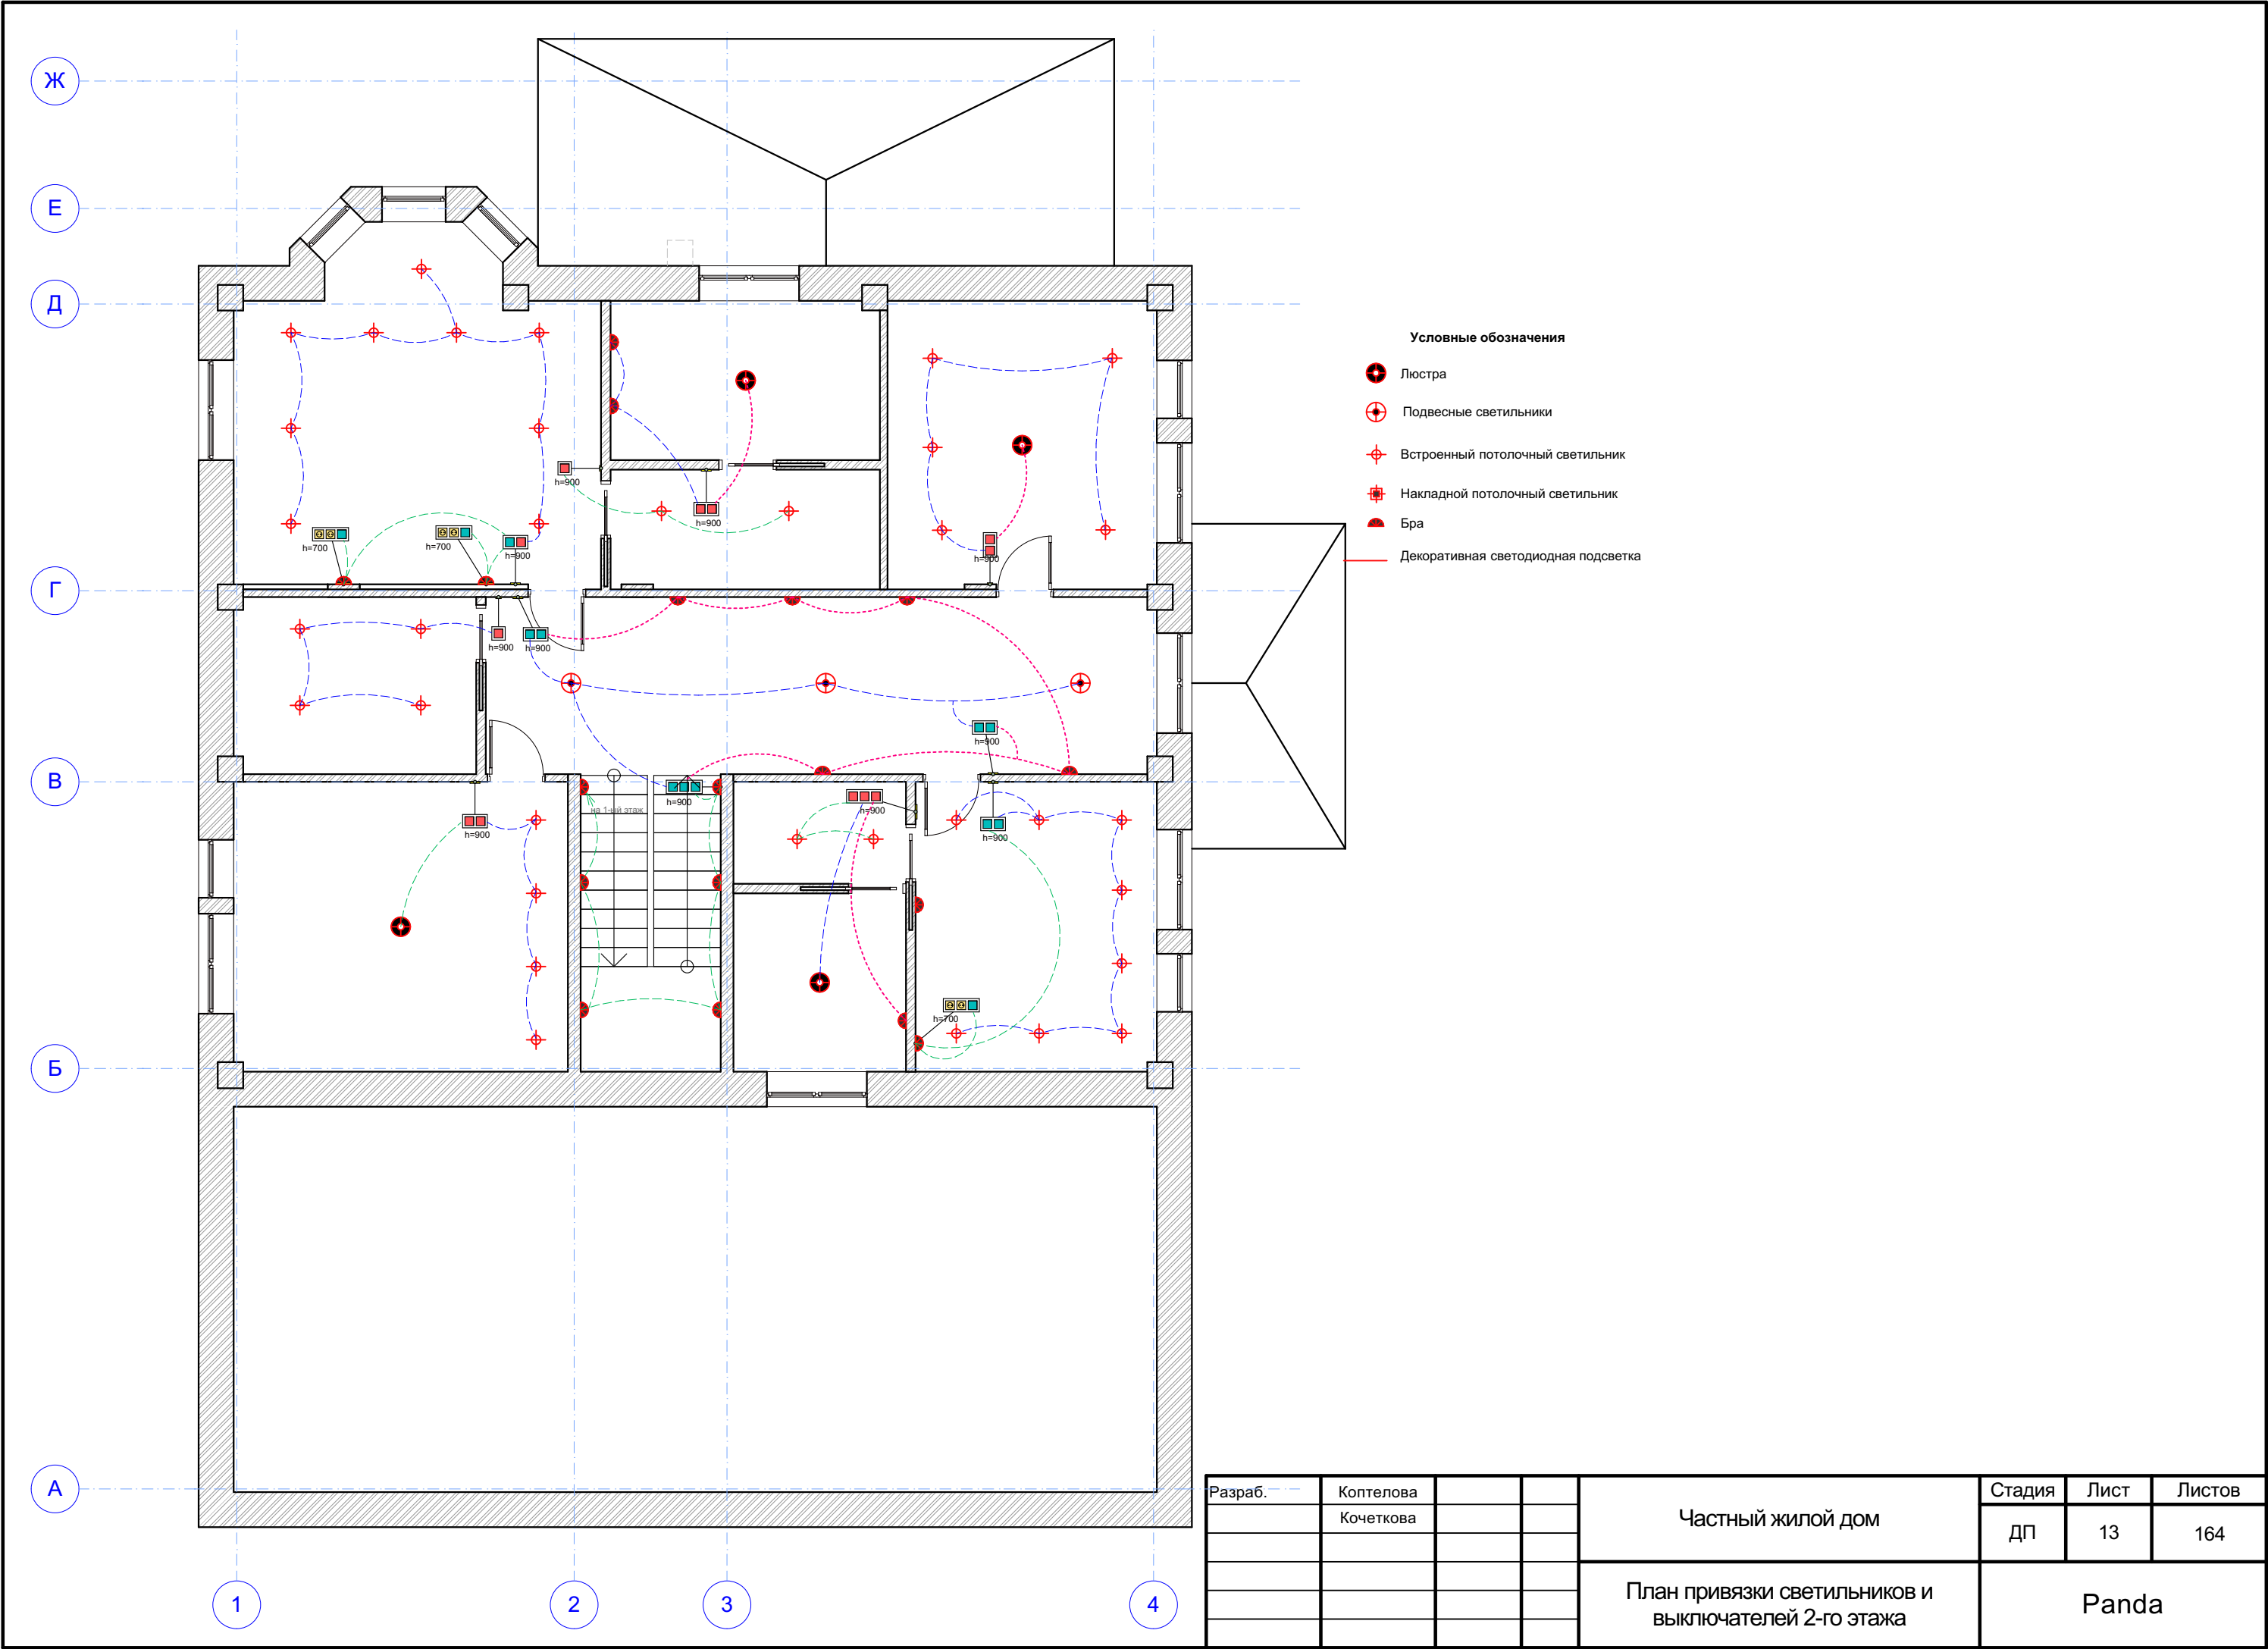 Ж
Е
Д
Г
В
Б
А
1
2
3
4
h=900
h=900
h=700
h=700
h=900
h=900
h=900
h=900
h=900
h=900
на 1-ый этаж
h=900
h=900
h=900
h=700
Условные обозначения
Люстра
Подвесные светильники
Встроенный потолочный светильник
Накладной потолочный светильник
Бра
Декоративная светодиодная подсветка
Разраб.
Коптелова
Кочеткова
Частный жилой дом
Стадия
Лист
Листов
ДП
13
164
План привязки светильников и
выключателей 2-го этажа
Panda